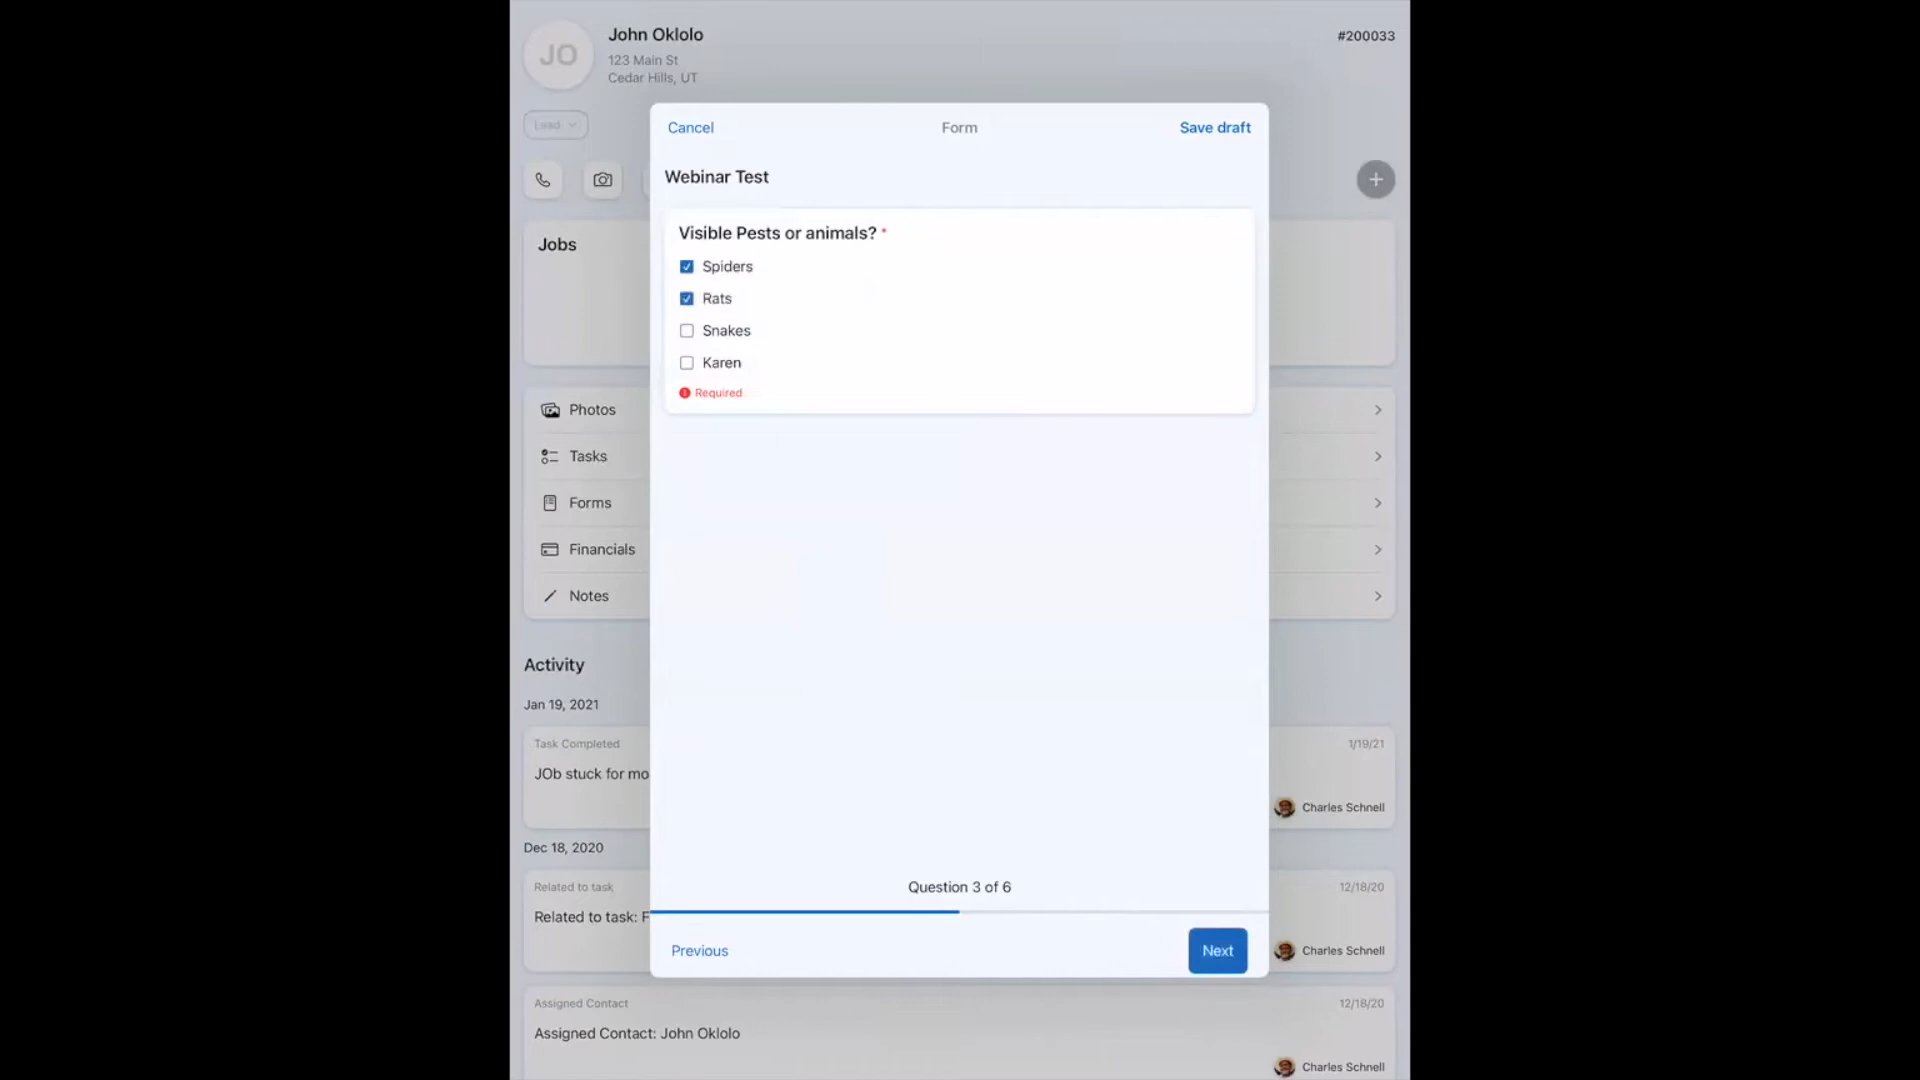 JO
John Oklolo
#200033
123 Main St
Cedar Hills, UT
Lead
Cancel
Form
Save draft
Webinar Test
Visible Pests or animals? *
Spiders
Rats
Snakes
Karen
Required
Jobs
Photos
Tasks
Forms
Financials
Notes
Activity
Jan 19, 2021
Task Completed
1/19/21
JOb stuck for mo
Charles Schnell
Dec 18, 2020
Related to task
12/18/20
Related to task: F
Charles Schnell
Question 3 of 6
Previous
Next
Assigned Contact
12/18/20
Assigned Contact: John Oklolo
Charles Schnell